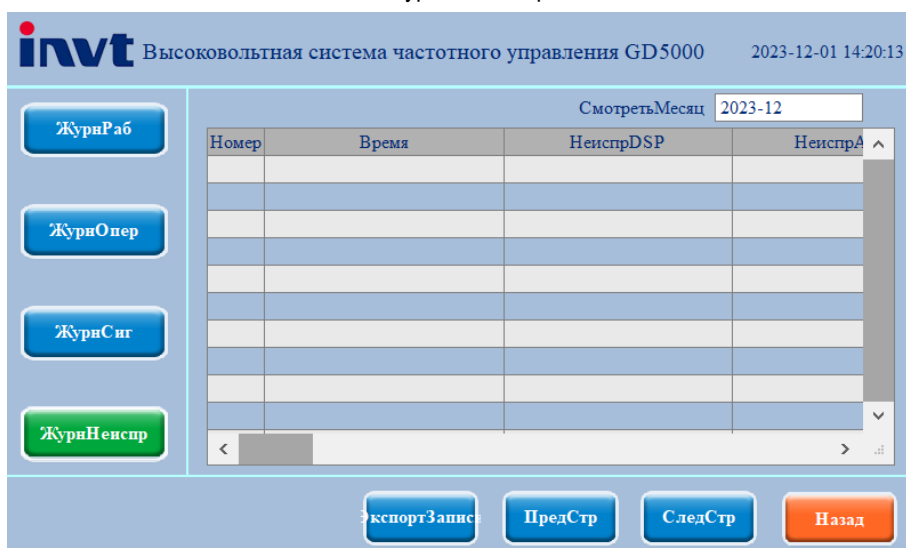 invt Высоковольтная система частотного управления GD5000 2023-12-01 14:20:13
СмотретьМесяц 2023-12
ЖурнРаб
Номер Время НеиспрDSP НеиспрА
ЖурнОпер
ЖурнСиг
ЖурнНеиспр
ЭкспортЗаписи ПредСтр СледСтр Назад